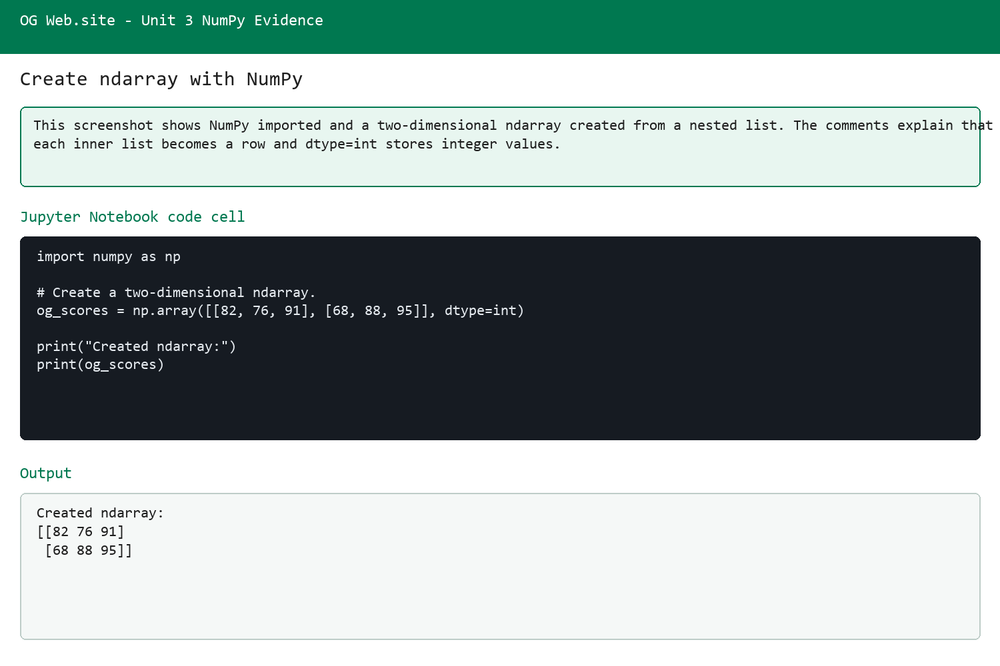 OG Web.site - Unit 3 NumPy Evidence
Create ndarray with NumPy
This screenshot shows NumPy imported and a two-dimensional ndarray created from a nested list. The comments explain that
each inner list becomes a row and dtype=int stores integer values.
Jupyter Notebook code cell
import numpy as np
# Create a two-dimensional ndarray.
og_scores = np.array([[82, 76, 91], [68, 88, 95]], dtype=int)
print("Created ndarray:")
print(og_scores)
Output
Created ndarray:
[[82 76 91]
 [68 88 95]]